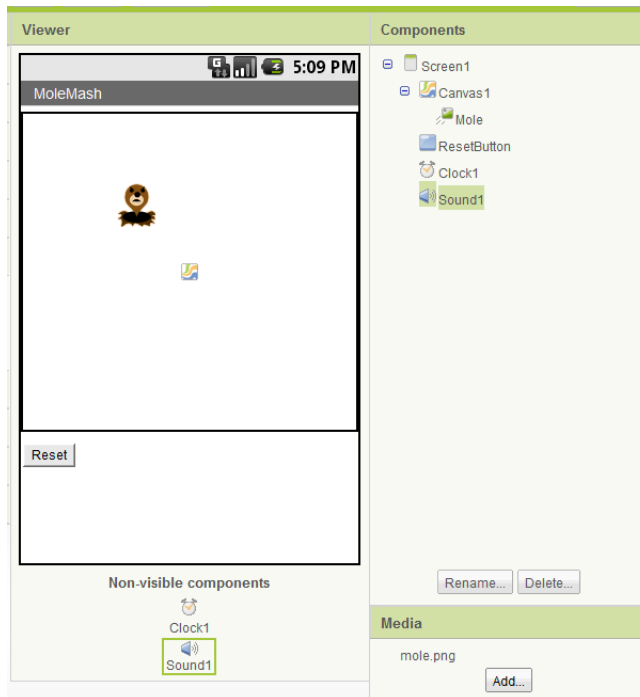 Viewer
5:09 PM
MoleMash
Reset
Non-visible components
Clock1
Sound1
Components
Screen1
Canvas1
Mole
ResetButton
Clock1
Sound1
Rename... Delete...
Media
mole.png
Add...